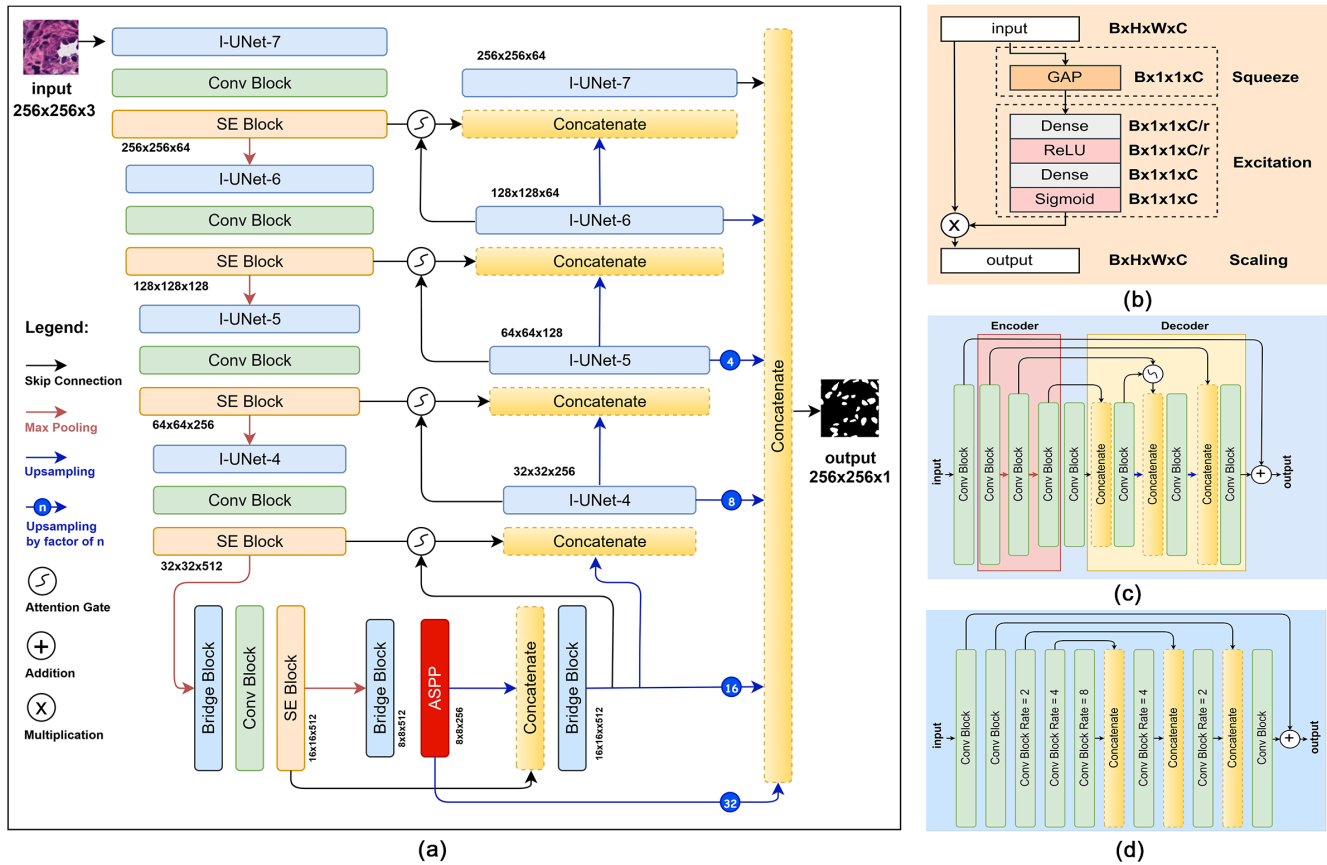 (a)
I-UNet-7
input
256x256x3
Conv Block
SE Block
256x256x64
I-UNet-6
Conv Block
SE Block
128x128x128
I-UNet-5
Conv Block
SE Block
64x64x256
I-UNet-4
Conv Block
SE Block
32x32x512
256x256x64
I-UNet-7
Concatenate
128x128x64
I-UNet-6
Concatenate
64x64x128
I-UNet-5
4
Concatenate
32x32x256
I-UNet-4
8
Concatenate
Bridge Block
Conv Block
SE Block
16x16x512
Bridge Block
8x8x512
ASPP
8x8x256
Concatenate
Bridge Block
16x16xx512
16
32
Concatenate
output
256x256x1
Legend:
Skip Connection
Max Pooling
Upsampling
n
Upsampling
by factor of n
Attention Gate
+
Addition
X
Multiplication
input
BxHxWxC
GAP
Bx1x1xC
Squeeze
Dense
Bx1x1xC/r
ReLU
Bx1x1xC/r
Dense
Bx1x1xC
Excitation
Sigmoid
Bx1x1xC
X
output
BxHxWxC
Scaling
(b)
Encoder
Decoder
input
Conv Block
Conv Block
Conv Block
Conv Block
Conv Block
Concatenate
Conv Block
Concatenate
Conv Block
Concatenate
Conv Block
+
output
(c)
input
Conv Block
Conv Block
Conv Block Rate = 2
Conv Block Rate = 4
Conv Block Rate = 8
Concatenate
Conv Block Rate = 4
Concatenate
Conv Block Rate = 2
Concatenate
Conv Block
+
output
(d)